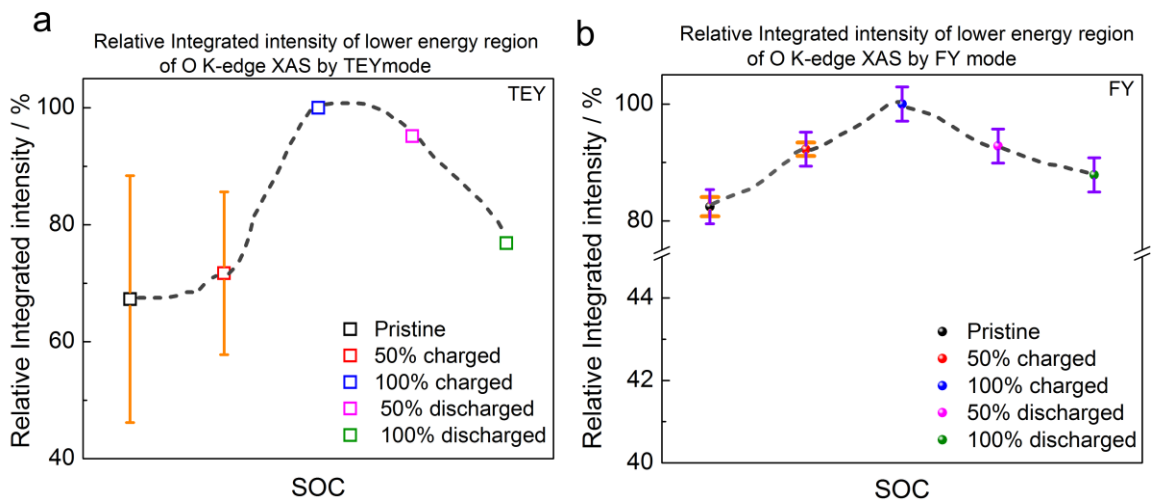 a
Relative Integrated intensity of lower energy region
of O K-edge XAS by TEYmode
TEY
Relative Integrated intensity / %
100
80
60
40
Pristine
50% charged
100% charged
50% discharged
100% discharged
SOC
b
Relative Integrated intensity of lower energy region
of O K-edge XAS by FY mode
FY
Relative Integrated intensity / %
100
80
44
42
40
Pristine
50% charged
100% charged
50% discharged
100% discharged
SOC